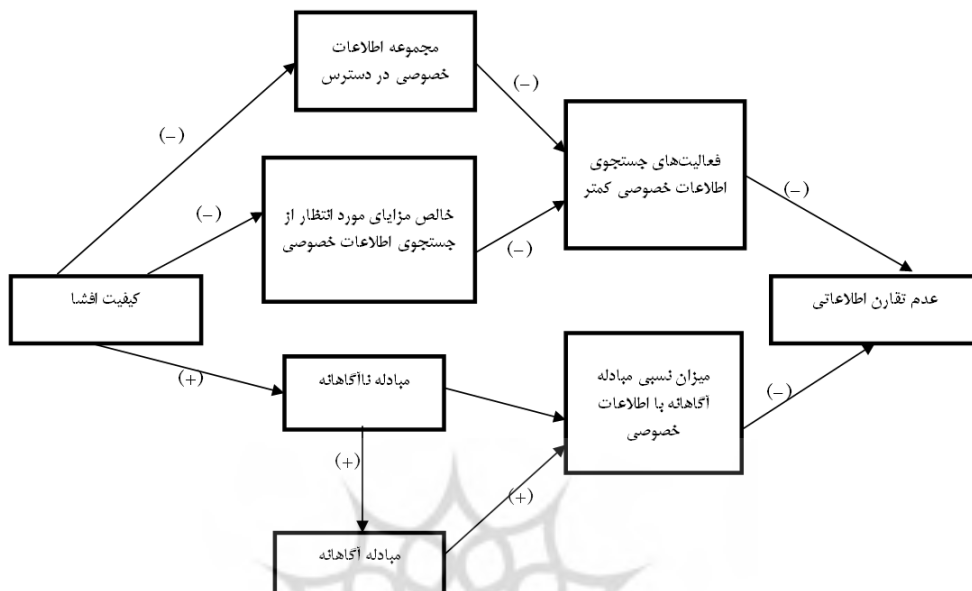 مجموعه اطلاعات
خصوصی در دسترس
(–)
(–)
فعالیت‌های جستجوی
اطلاعات خصوصی کمتر
(–)
خالص مزایای مورد انتظار از
جستجوی اطلاعات خصوصی
(–)
(–)
کیفیت افشا
عدم تقارن اطلاعاتی
(+)
مبادله ناآگاهانه
میزان نسبی مبادله
آگاهانه با اطلاعات
خصوصی
(–)
(+)
(+)
مبادله آگاهانه